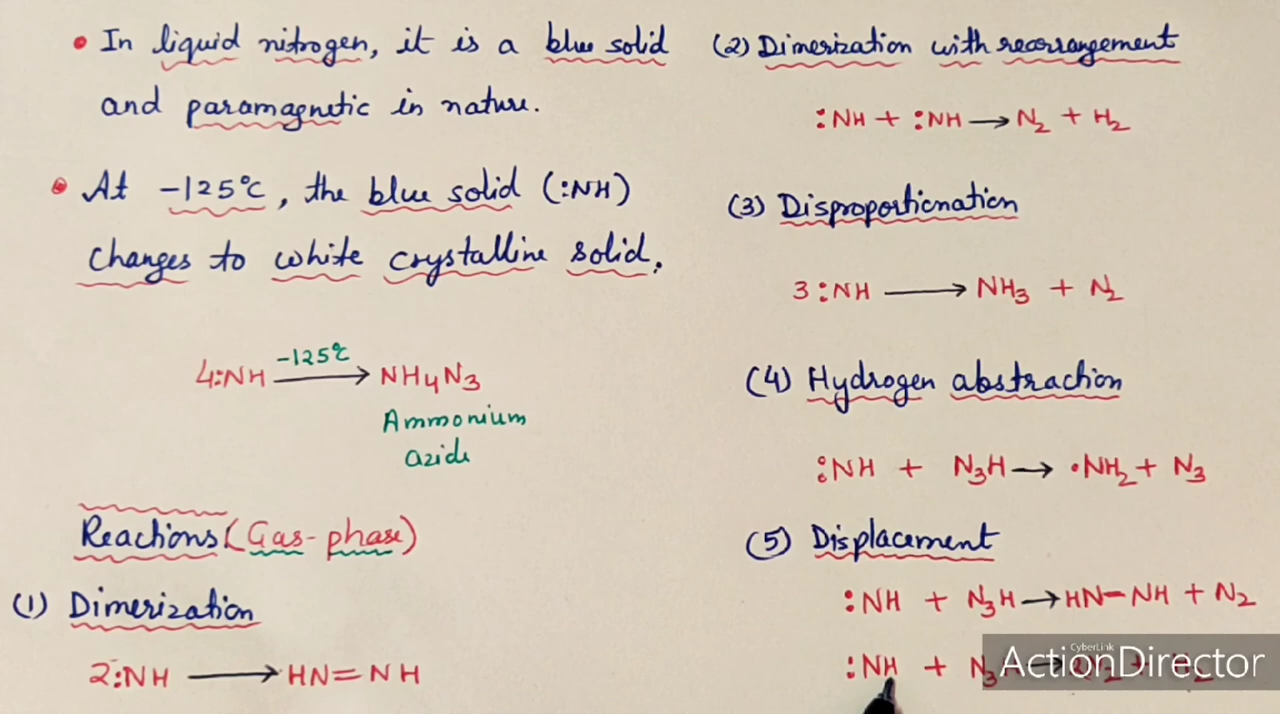 • In liquid nitrogen, it is a blue solid
and paramagnetic in nature.
• At -125°C, the blue solid (:NH)
changes to white crystalline solid.
4:NH -125°C → NH4N3
Ammonium
azide
Reactions (Gas-phase)
(1) Dimerization
2:NH → HN=NH
(2) Dimerization with rearrangement
:NH + :NH → N2 + H2
(3) Disproportionation
3:NH → NH3 + N2
(4) Hydrogen abstraction
:NH + N3H → •NH2 + N3
(5) Displacement
:NH + N3H → HN-NH + N2
:NH + N3
CyberLink
ActionDirector